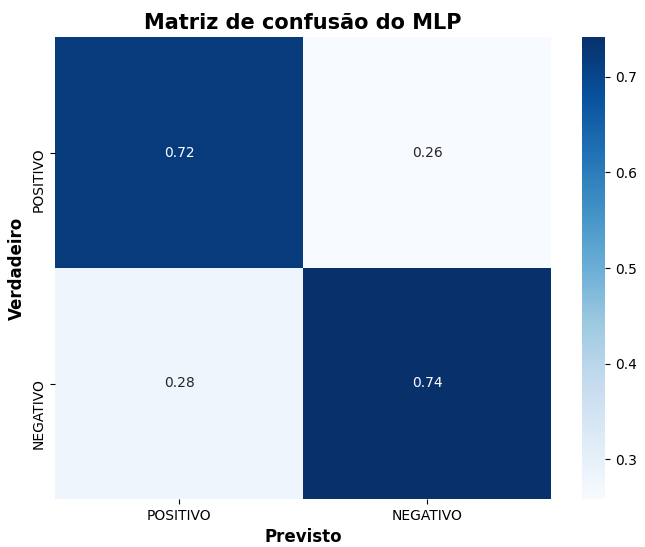 Matriz de confusão do MLP
Verdadeiro
POSITIVO
NEGATIVO
0.72
0.26
0.28
0.74
POSITIVO
NEGATIVO
Previsto
0.7
0.6
0.5
0.4
0.3